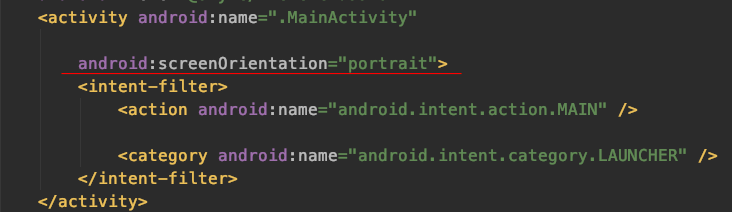 <activity android:name=".MainActivity"
android:screenOrientation="portrait">
<intent-filter>
<action android:name="android.intent.action.MAIN" />
<category android:name="android.intent.category.LAUNCHER" />
</intent-filter>
</activity>